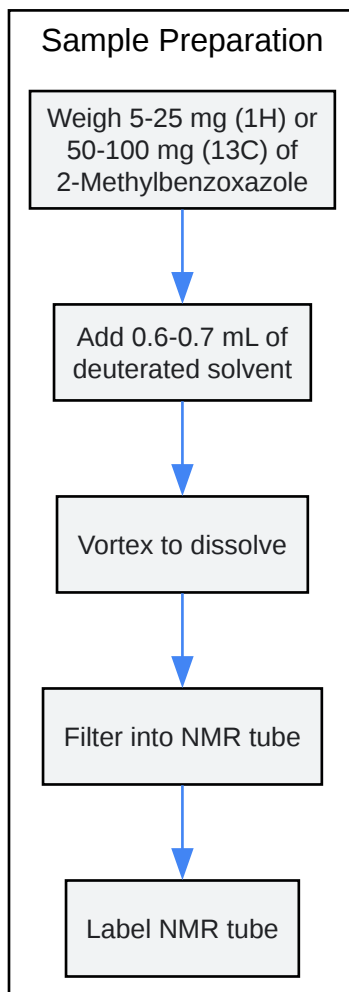 Sample Preparation
Weigh 5-25 mg (1H) or
50-100 mg (13C) of
2-Methylbenzoxazole
Add 0.6-0.7 mL of
deuterated solvent
Vortex to dissolve
Filter into NMR tube
Label NMR tube